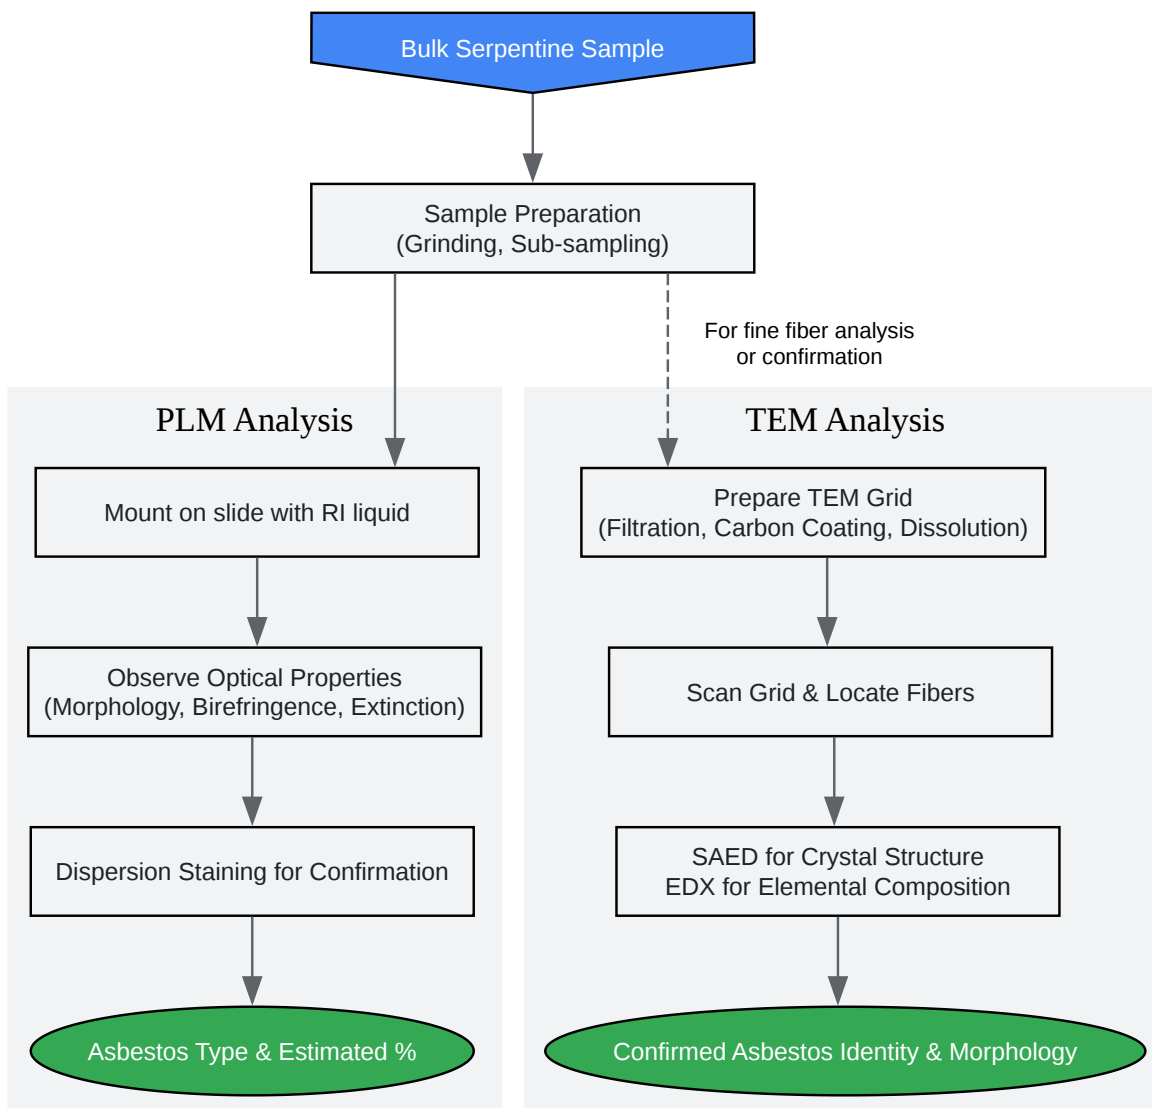 Bulk Serpentine Sample
Sample Preparation
(Grinding, Sub-sampling)
For fine fiber analysis
or confirmation
PLM Analysis
Mount on slide with RI liquid
Observe Optical Properties
(Morphology, Birefringence, Extinction)
Dispersion Staining for Confirmation
Asbestos Type & Estimated %
TEM Analysis
Prepare TEM Grid
(Filtration, Carbon Coating, Dissolution)
Scan Grid & Locate Fibers
SAED for Crystal Structure
EDX for Elemental Composition
Confirmed Asbestos Identity & Morphology